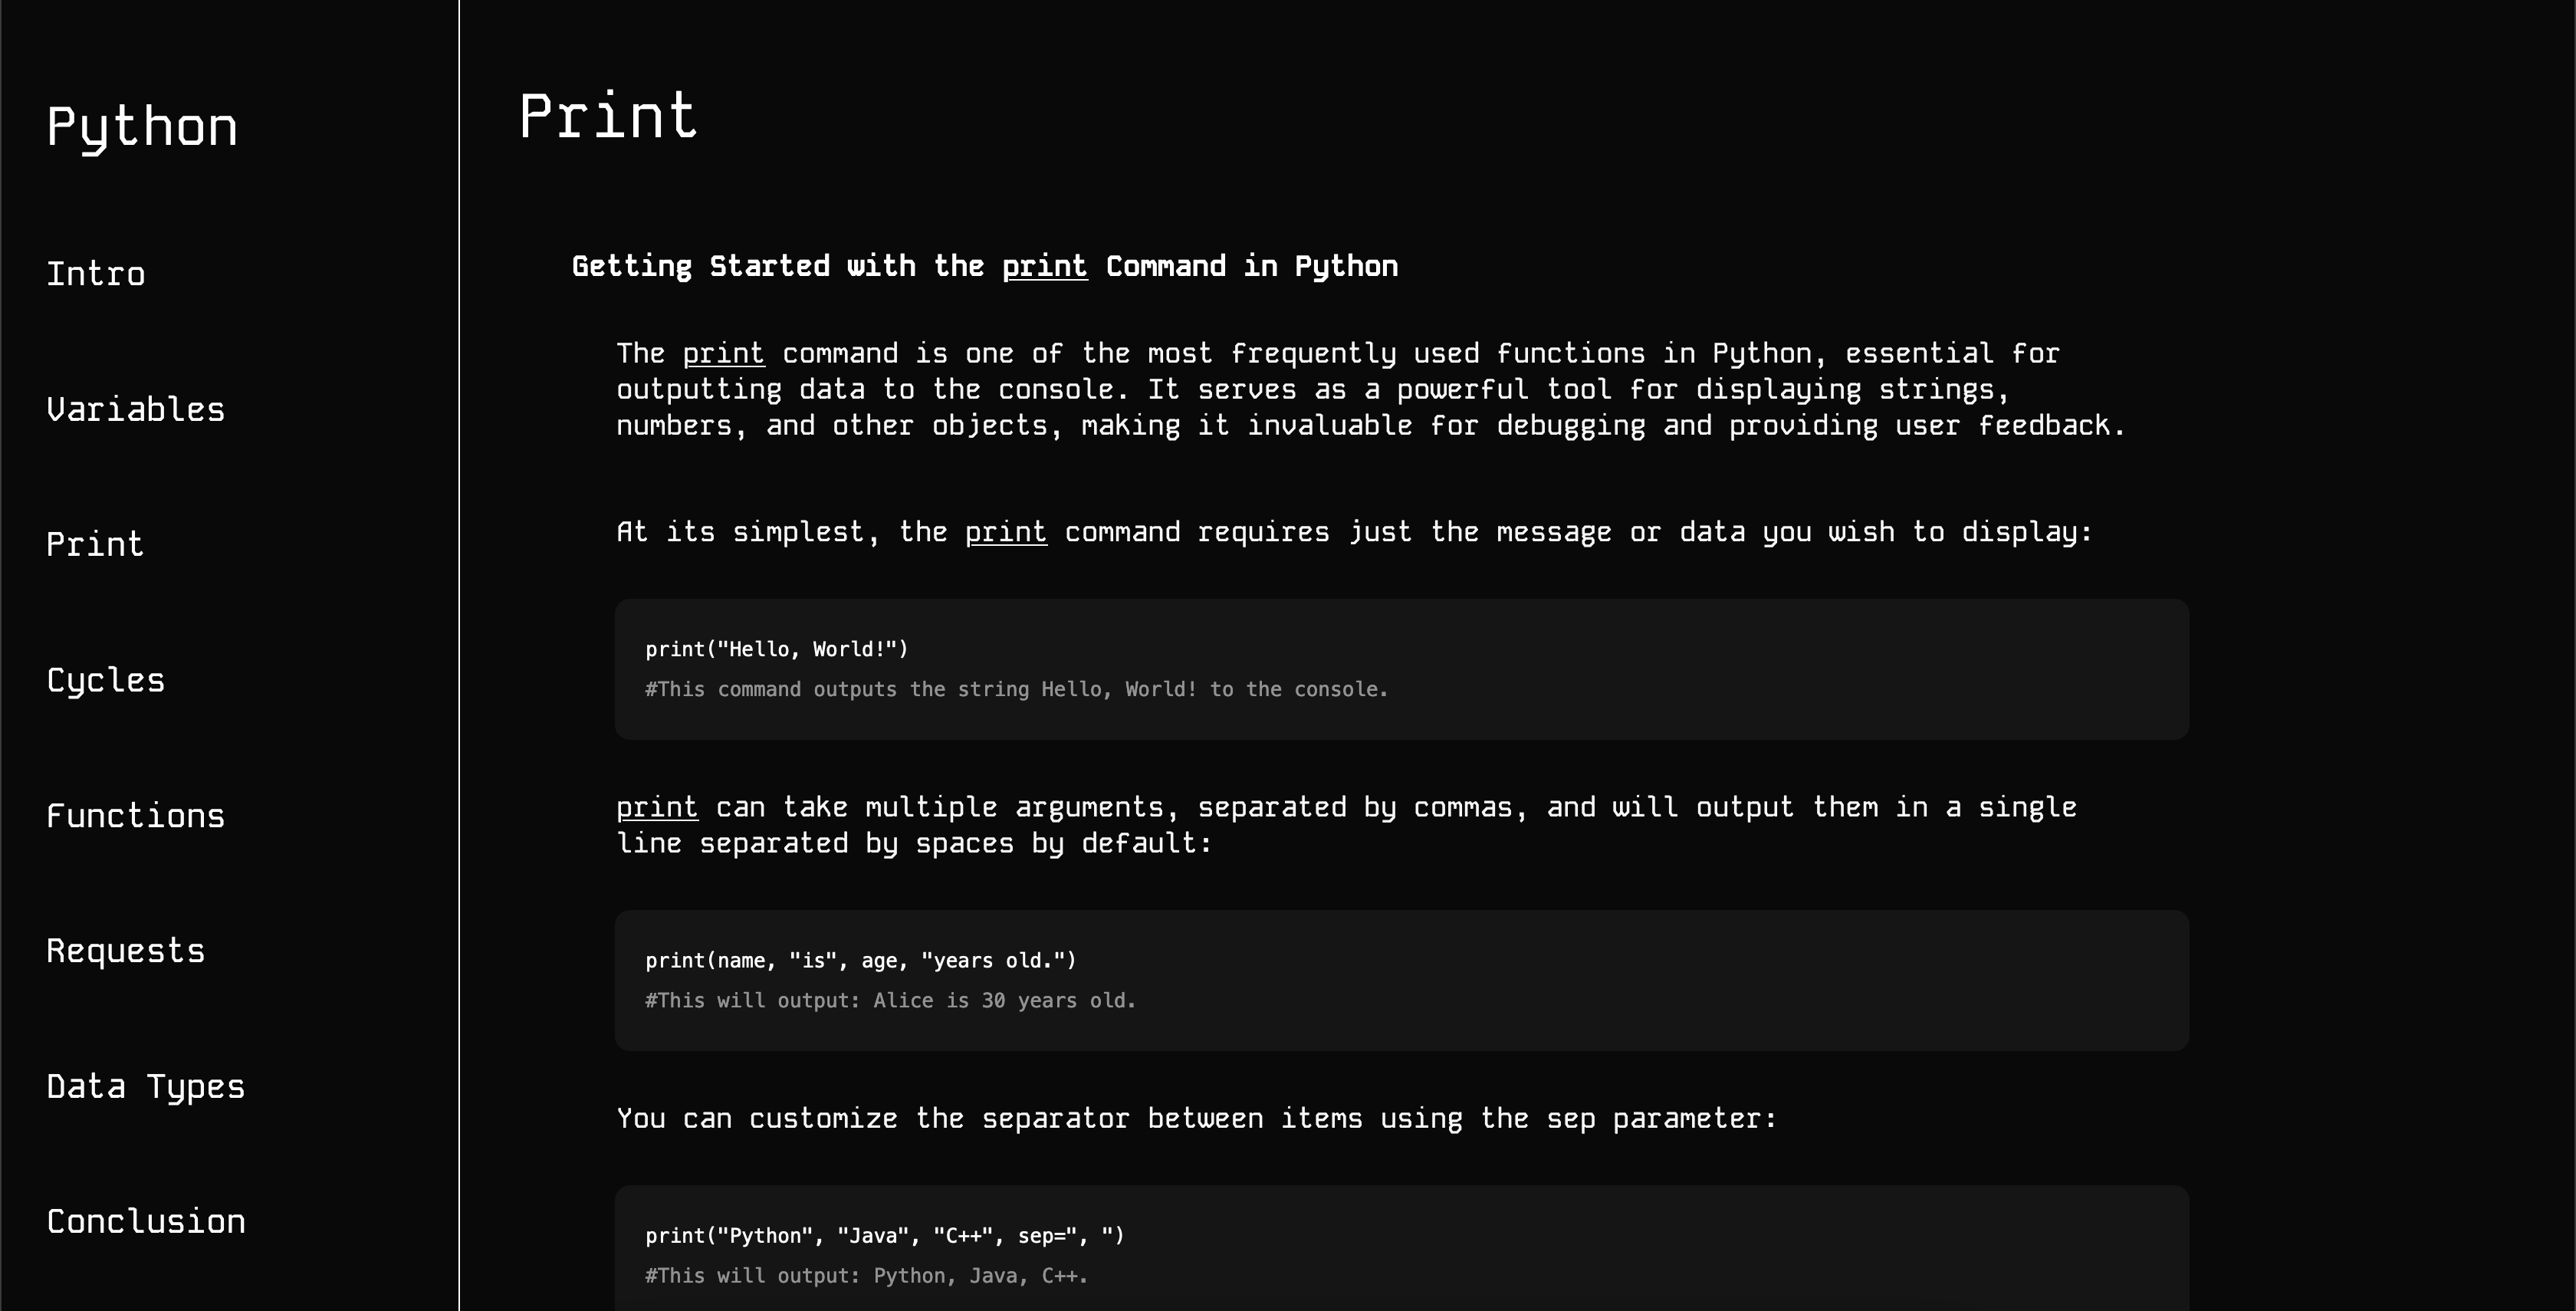 Python
Intro
Variables
Print
Cycles
Functions
Requests
Data Types
Conclusion
Print
Getting Started with the print Command in Python
The print command is one of the most frequently used functions in Python, essential for
outputting data to the console. It serves as a powerful tool for displaying strings,
numbers, and other objects, making it invaluable for debugging and providing user feedback.
At its simplest, the print command requires just the message or data you wish to display:
print("Hello, World!")
#This command outputs the string Hello, World! to the console.
print can take multiple arguments, separated by commas, and will output them in a single
line separated by spaces by default:
print(name, "is", age, "years old.")
#This will output: Alice is 30 years old.
You can customize the separator between items using the sep parameter:
print("Python", "Java", "C++", sep=", ")
#This will output: Python, Java, C++.